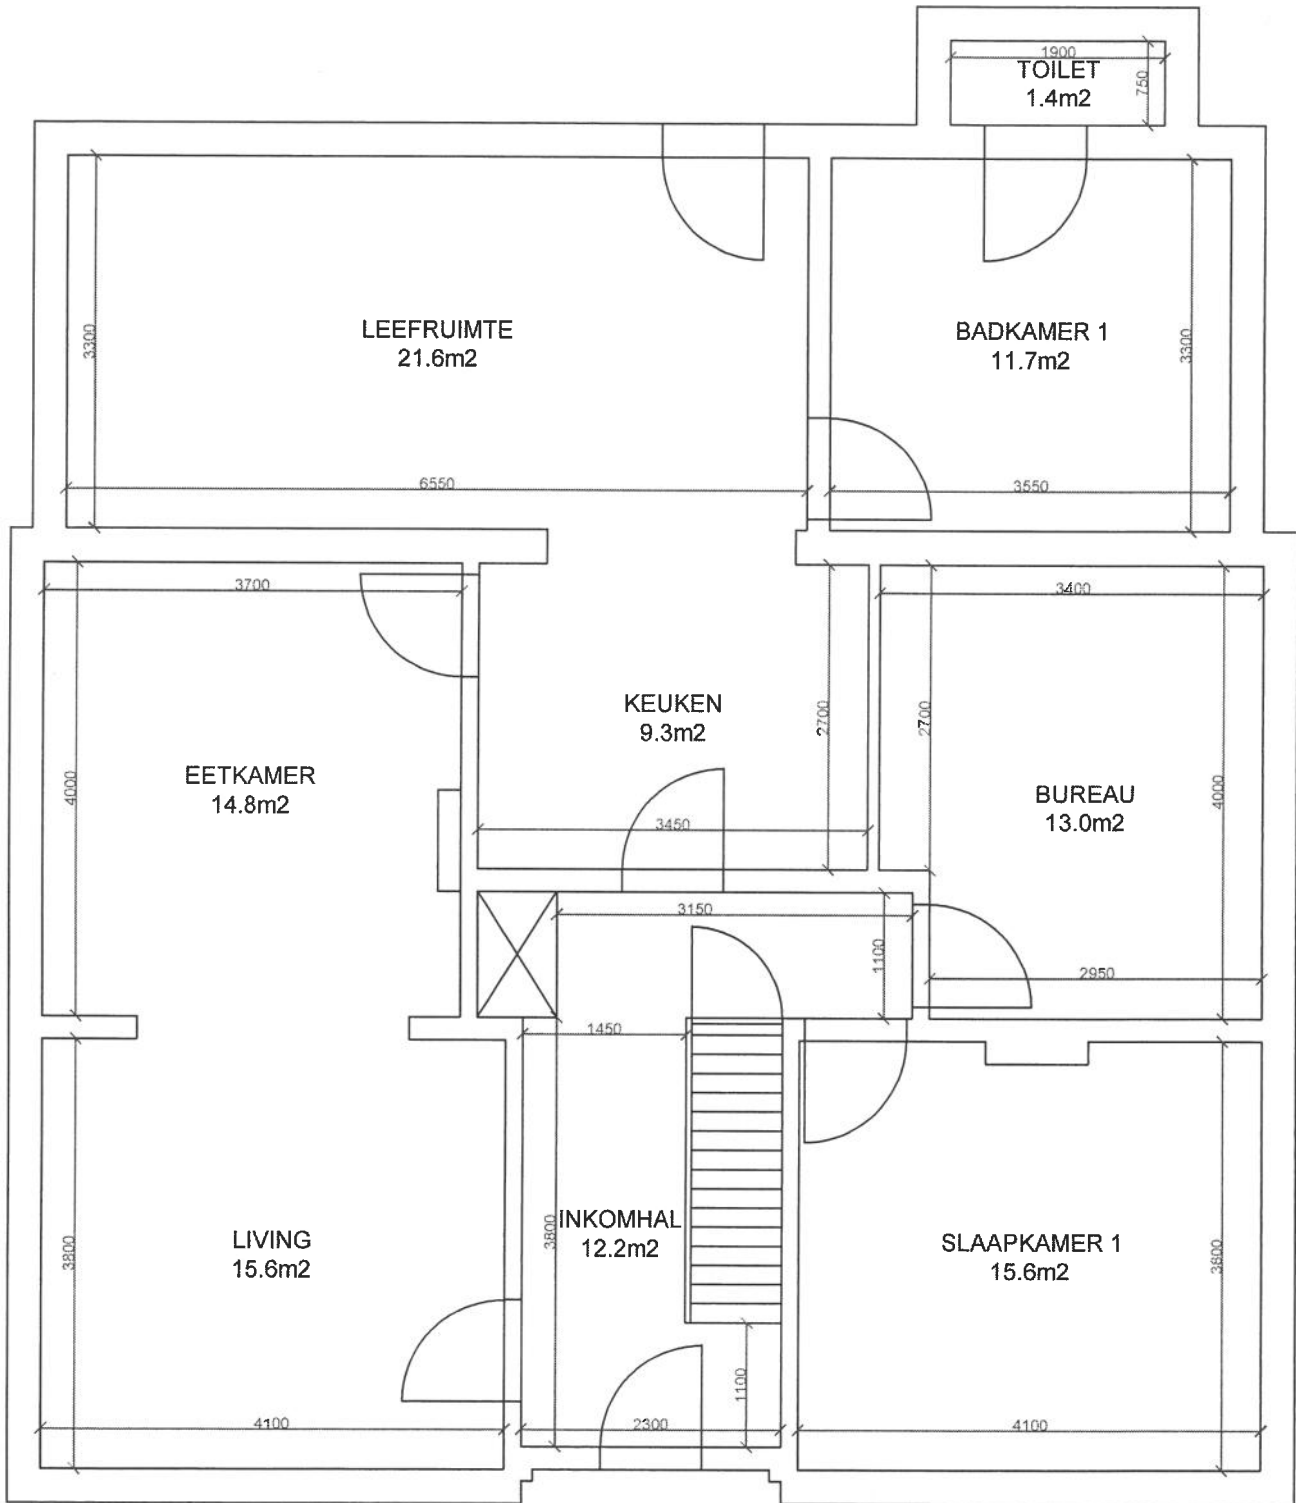 1900
TOILET
750
1.4m2
LEEFRUIMTE
21.6m2
3300
6550
BADKAMER 1
11.7m2
3300
3550
3700
3400
KEUKEN
9.3m2
2700
2700
EETKAMER
14.8m2
4000
BUREAU
13.0m2
4000
3450
3150
1100
2950
1450
LIVING
15.6m2
3800
INKOMHAL
12.2m2
3800
SLAAPKAMER 1
15.6m2
3800
1100
4100
2300
4100